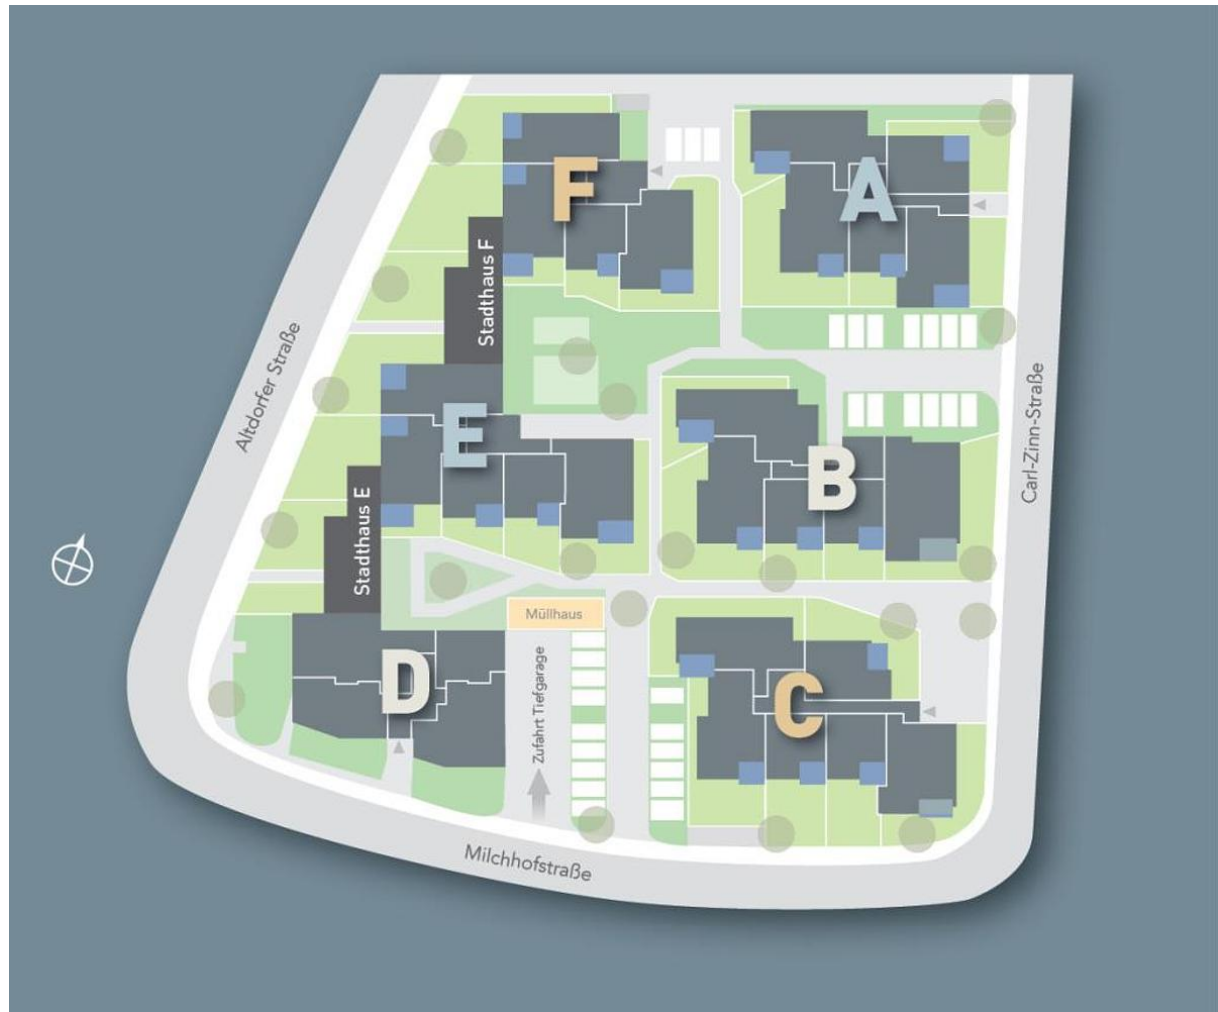 F
A
Stadthaus F
Altdorfer Straße
E
Carl-Zinn-Straße
B
Stadthaus E
Müllhaus
D
Zufahrt Tiefgarage
C
Milchhofstraße